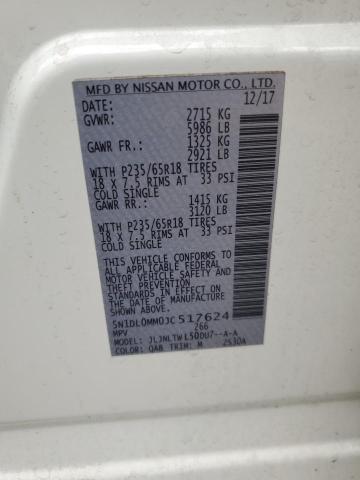 MFD BY NISSAN MOTOR CO., LTD.
DATE: 12/17
GVWR: 2715 KG
5986 LB
GAWR FR.: 1325 KG
2921 LB
WITH P235/65R18 TIRES
18 X 7.5 RIMS AT 33 PSI
COLD SINGLE
GAWR RR.: 1415 KG
3120 LB
WITH P235/65R18 TIRES
18 X 7.5 RIMS AT 33 PSI
COLD SINGLE
THIS VEHICLE CONFORMS TO ALL
APPLICABLE FEDERAL MOTOR VEHICLE
SAFETY AND THEFT PREVENTION
STANDARDS IN EFFECT ON THE DATE
OF MANUFACTURE SHOWN ABOVE.
5N1DL0MM0JC517624
MPV 266
MODEL: JLJNLTWL50DU7--A-A
COLOR: QAB TRIM: M 2530A